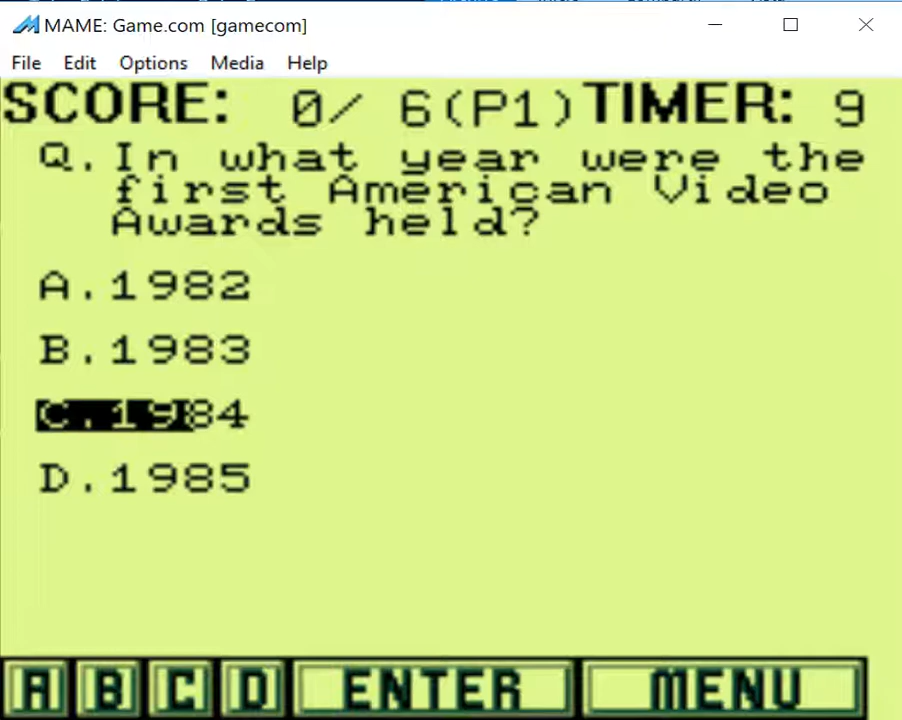 MAME: Game.com [gamecom]
File Edit Options Media Help
SCORE: 0/ 6(P1)TIMER: 9
Q.In what year were the
first American Video
Awards held?
A.1982
B.1983
C.1984
D.1985
A B C D ENTER MENU